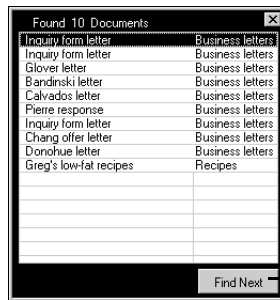 Found 10 Documents
Inquiry form letter Business letters
Inquiry form letter Business letters
Glover letter Business letters
Bandinski letter Business letters
Calvados letter Business letters
Pierre response Business letters
Inquiry form letter Business letters
Chang offer letter Business letters
Donohue letter Business letters
Greg's low-fat recipes Recipes
Find Next